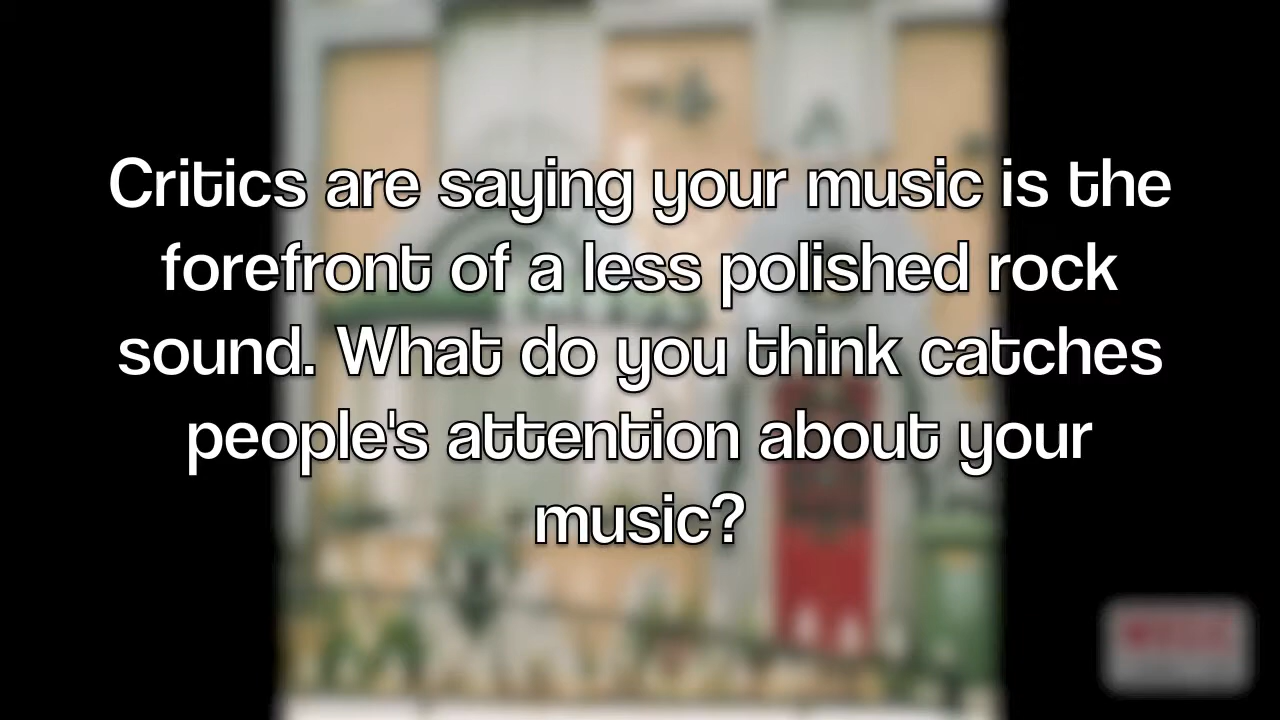 Critics are saying your music is the
forefront of a less polished rock
sound. What do you think catches
people's attention about your
music?